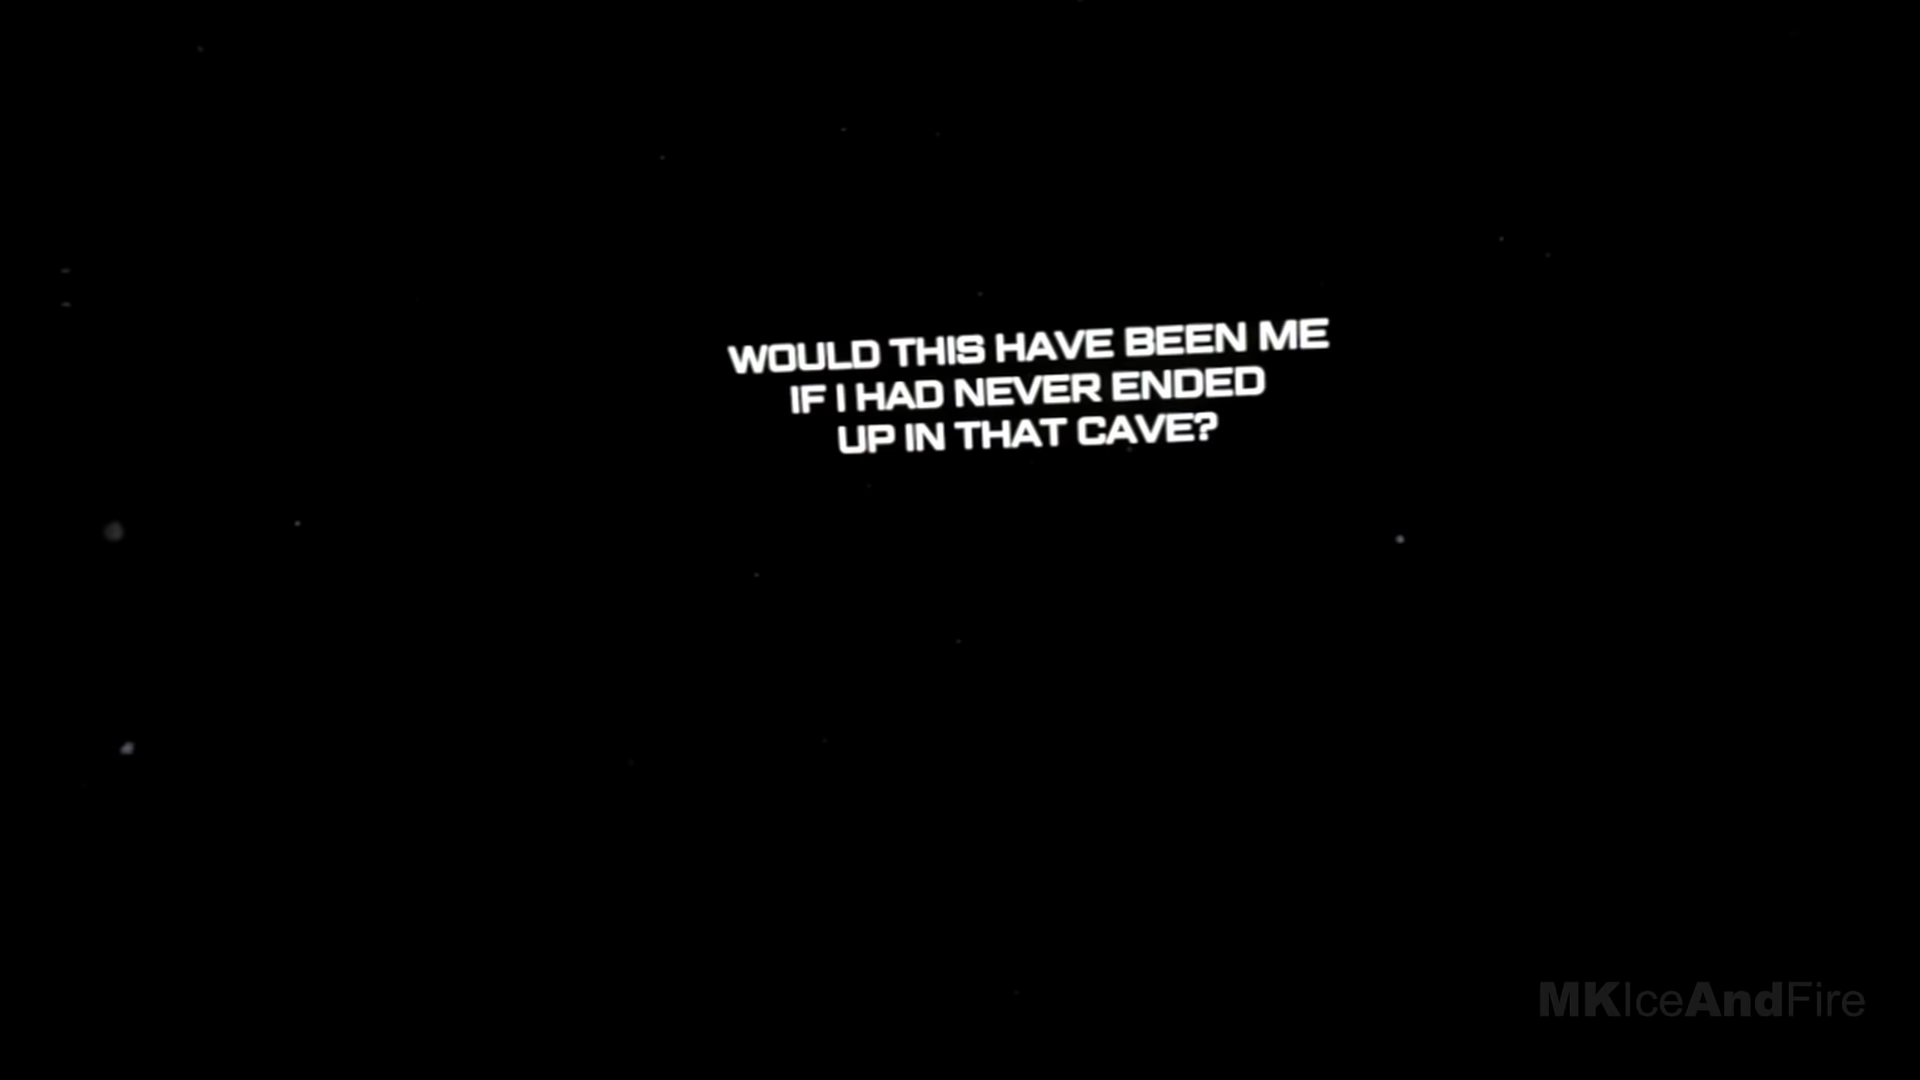 WOULD THIS HAVE BEEN ME
IF I HAD NEVER ENDED
UP IN THAT CAVE?
MKIceAndFire